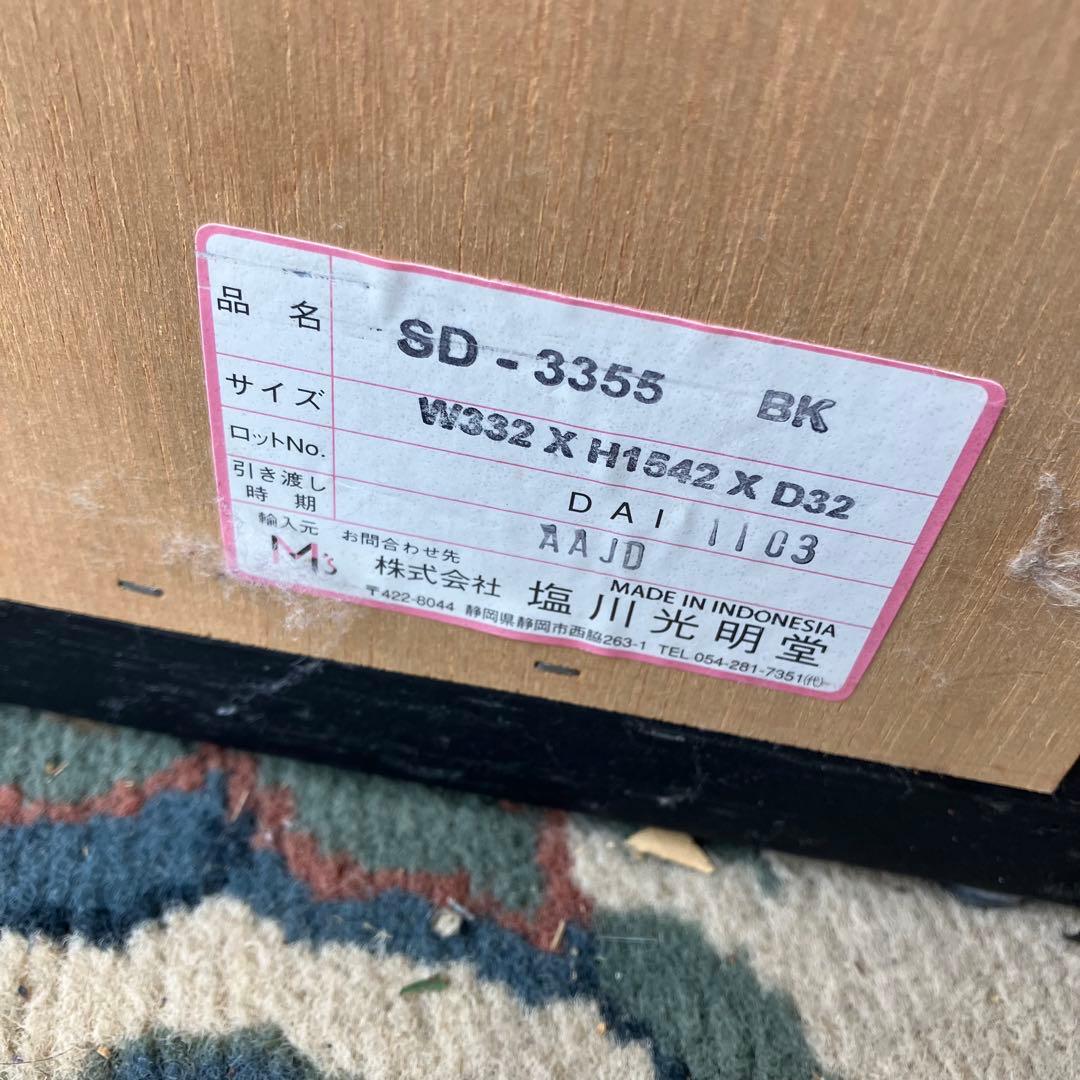 品 名 SD - 3355 BK
サイズ W332 X H1542 X D32
ロットNo. DAI 1103
引き渡し時 期 AAJD
MADE IN INDONESIA
輸入元 お問合わせ先
M's 株式会社 塩川光明堂
〒422-8044 静岡県静岡市西脇263-1 TEL 054-281-7351(代)